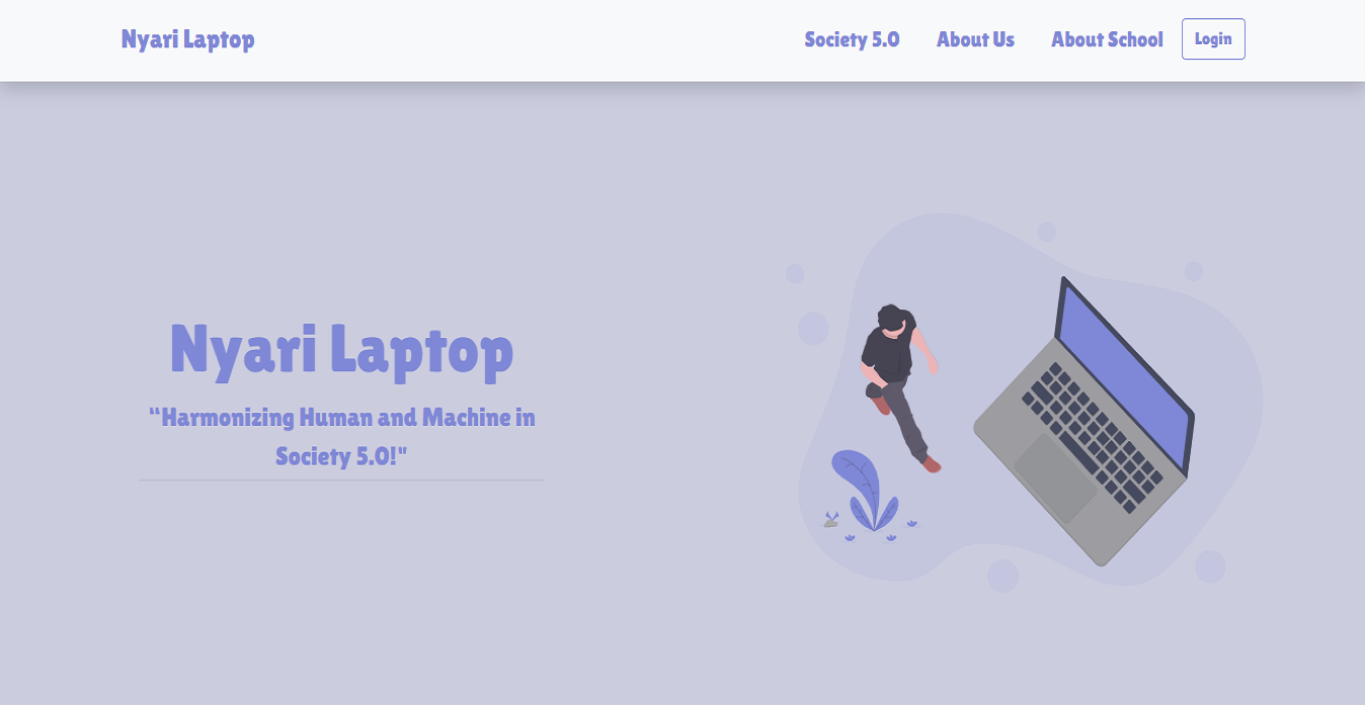 Nyari Laptop
Society 5.0
About Us
About School
Login
Nyari Laptop
“Harmonizing Human and Machine in
Society 5.0!"